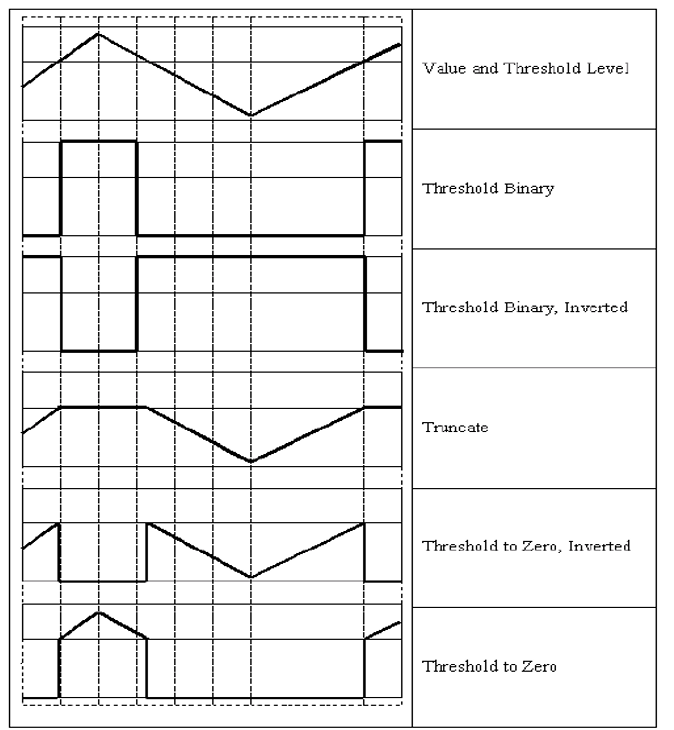 Value and Threshold Level
Threshold Binary
Threshold Binary, Inverted
Truncate
Threshold to Zero, Inverted
Threshold to Zero